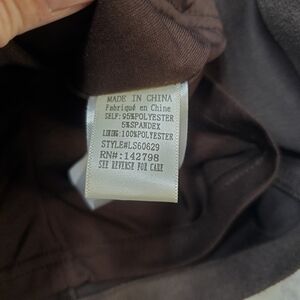 MADE IN CHINA
Fabriqué en Chine
SELF: 95%POLYESTER
5%SPANDEX
LINING: 100%POLYESTER
STYLE#LS60629
RN#: 142798
SEE REVERSE FOR CARE